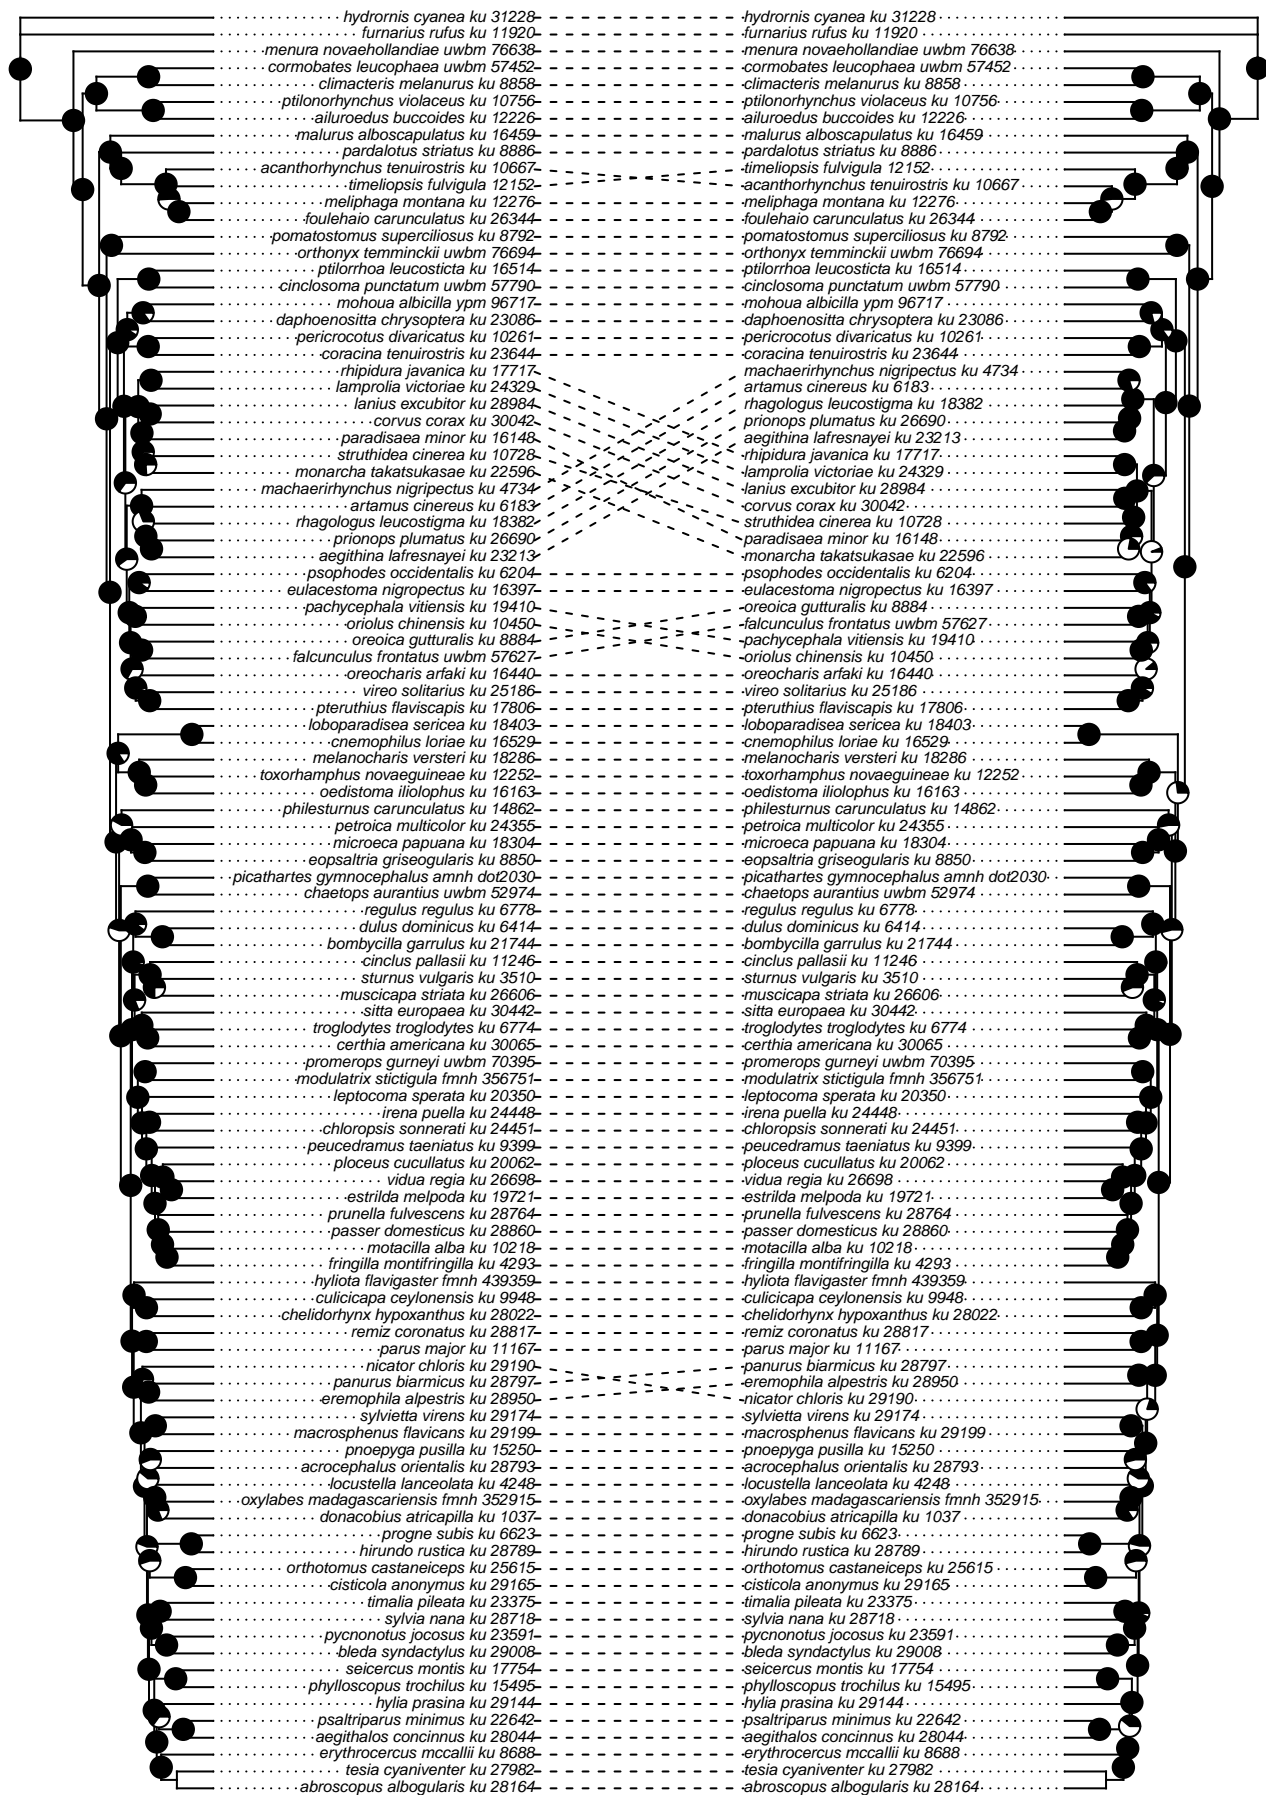 hydrornis cyanea ku 31228 hydrornis cyanea ku 31228
furnarius rufus ku 11920 furnarius rufus ku 11920
menura novaehollandiae uwbm 76638 menura novaehollandiae uwbm 76638
cormobates leucophaea uwbm 57452 cormobates leucophaea uwbm 57452
climacteris melanurus ku 8858 climacteris melanurus ku 8858
ptilonorhynchus violaceus ku 10756 ptilonorhynchus violaceus ku 10756
ailuroedus buccoides ku 12226 ailuroedus buccoides ku 12226
malurus alboscapulatus ku 16459 malurus alboscapulatus ku 16459
pardalotus striatus ku 8886 pardalotus striatus ku 8886
acanthorhynchus tenuirostris ku 10667 timeliopsis fulvigula 12152
timeliopsis fulvigula 12152 acanthorhynchus tenuirostris ku 10667
meliphaga montana ku 12276 meliphaga montana ku 12276
foulehaio carunculatus ku 26344 foulehaio carunculatus ku 26344
pomatostomus superciliosus ku 8792 pomatostomus superciliosus ku 8792
orthonyx temminckii uwbm 76694 orthonyx temminckii uwbm 76694
ptilorrhoa leucosticta ku 16514 ptilorrhoa leucosticta ku 16514
cinclosoma punctatum uwbm 57790 cinclosoma punctatum uwbm 57790
mohoua albicilla ypm 96717 mohoua albicilla ypm 96717
daphoenositta chrysoptera ku 23086 daphoenositta chrysoptera ku 23086
pericrocotus divaricatus ku 10261 pericrocotus divaricatus ku 10261
coracina tenuirostris ku 23644 coracina tenuirostris ku 23644
rhipidura javanica ku 17717 machaerirhynchus nigripectus ku 4734
lamprolia victoriae ku 24329 artamus cinereus ku 6183
lanius excubitor ku 28984 rhagologus leucostigma ku 18382
corvus corax ku 30042 prionops plumatus ku 26690
paradisaea minor ku 16148 aegithina lafresnayei ku 23213
struthidea cinerea ku 10728 rhipidura javanica ku 17717
monarcha takatsukasae ku 22596 lamprolia victoriae ku 24329
machaerirhynchus nigripectus ku 4734 lanius excubitor ku 28984
artamus cinereus ku 6183 corvus corax ku 30042
rhagologus leucostigma ku 18382 struthidea cinerea ku 10728
prionops plumatus ku 26690 paradisaea minor ku 16148
aegithina lafresnayei ku 23213 monarcha takatsukasae ku 22596
psophodes occidentalis ku 6204 psophodes occidentalis ku 6204
eulacestoma nigropectus ku 16397 eulacestoma nigropectus ku 16397
pachycephala vitiensis ku 19410 oreoica gutturalis ku 8884
oriolus chinensis ku 10450 falcunculus frontatus uwbm 57627
oreoica gutturalis ku 8884 pachycephala vitiensis ku 19410
falcunculus frontatus uwbm 57627 oriolus chinensis ku 10450
oreocharis arfaki ku 16440 oreocharis arfaki ku 16440
vireo solitarius ku 25186 vireo solitarius ku 25186
pteruthius flaviscapis ku 17806 pteruthius flaviscapis ku 17806
loboparadisea sericea ku 18403 loboparadisea sericea ku 18403
cnemophilus loriae ku 16529 cnemophilus loriae ku 16529
melanocharis versteri ku 18286 melanocharis versteri ku 18286
toxorhamphus novaeguineae ku 12252 toxorhamphus novaeguineae ku 12252
oedistoma iliolophus ku 16163 oedistoma iliolophus ku 16163
philesturnus carunculatus ku 14862 philesturnus carunculatus ku 14862
petroica multicolor ku 24355 petroica multicolor ku 24355
microeca papuana ku 18304 microeca papuana ku 18304
eopsaltria griseogularis ku 8850 eopsaltria griseogularis ku 8850
picathartes gymnocephalus amnh dot2030 picathartes gymnocephalus amnh dot2030
chaetops aurantius uwbm 52974 chaetops aurantius uwbm 52974
regulus regulus ku 6778 regulus regulus ku 6778
dulus dominicus ku 6414 dulus dominicus ku 6414
bombycilla garrulus ku 21744 bombycilla garrulus ku 21744
cinclus pallasii ku 11246 cinclus pallasii ku 11246
sturnus vulgaris ku 3510 sturnus vulgaris ku 3510
muscicapa striata ku 26606 muscicapa striata ku 26606
sitta europaea ku 30442 sitta europaea ku 30442
troglodytes troglodytes ku 6774 troglodytes troglodytes ku 6774
certhia americana ku 30065 certhia americana ku 30065
promerops gurneyi uwbm 70395 promerops gurneyi uwbm 70395
modulatrix stictigula fmnh 356751 modulatrix stictigula fmnh 356751
leptocoma sperata ku 20350 leptocoma sperata ku 20350
irena puella ku 24448 irena puella ku 24448
chloropsis sonnerati ku 24451 chloropsis sonnerati ku 24451
peucedramus taeniatus ku 9399 peucedramus taeniatus ku 9399
ploceus cucullatus ku 20062 ploceus cucullatus ku 20062
vidua regia ku 26698 vidua regia ku 26698
estrilda melpoda ku 19721 estrilda melpoda ku 19721
prunella fulvescens ku 28764 prunella fulvescens ku 28764
passer domesticus ku 28860 passer domesticus ku 28860
motacilla alba ku 10218 motacilla alba ku 10218
fringilla montifringilla ku 4293 fringilla montifringilla ku 4293
hyliota flavigaster fmnh 439359 hyliota flavigaster fmnh 439359
culicicapa ceylonensis ku 9948 culicicapa ceylonensis ku 9948
chelidorhynx hypoxanthus ku 28022 chelidorhynx hypoxanthus ku 28022
remiz coronatus ku 28817 remiz coronatus ku 28817
parus major ku 11167 parus major ku 11167
nicator chloris ku 29190 panurus biarmicus ku 28797
panurus biarmicus ku 28797 eremophila alpestris ku 28950
eremophila alpestris ku 28950 nicator chloris ku 29190
sylvietta virens ku 29174 sylvietta virens ku 29174
macrosphenus flavicans ku 29199 macrosphenus flavicans ku 29199
pnoepyga pusilla ku 15250 pnoepyga pusilla ku 15250
acrocephalus orientalis ku 28793 acrocephalus orientalis ku 28793
locustella lanceolata ku 4248 locustella lanceolata ku 4248
oxylabes madagascariensis fmnh 352915 oxylabes madagascariensis fmnh 352915
donacobius atricapilla ku 1037 donacobius atricapilla ku 1037
progne subis ku 6623 progne subis ku 6623
hirundo rustica ku 28789 hirundo rustica ku 28789
orthotomus castaneiceps ku 25615 orthotomus castaneiceps ku 25615
cisticola anonymus ku 29165 cisticola anonymus ku 29165
timalia pileata ku 23375 timalia pileata ku 23375
sylvia nana ku 28718 sylvia nana ku 28718
pycnonotus jocosus ku 23591 pycnonotus jocosus ku 23591
bleda syndactylus ku 29008 bleda syndactylus ku 29008
seicercus montis ku 17754 seicercus montis ku 17754
phylloscopus trochilus ku 15495 phylloscopus trochilus ku 15495
hylia prasina ku 29144 hylia prasina ku 29144
psaltriparus minimus ku 22642 psaltriparus minimus ku 22642
aegithalos concinnus ku 28044 aegithalos concinnus ku 28044
erythrocercus mccallii ku 8688 erythrocercus mccallii ku 8688
tesia cyaniventer ku 27982 tesia cyaniventer ku 27982
abroscopus albogularis ku 28164 abroscopus albogularis ku 28164